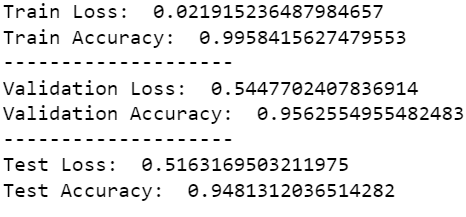 Train Loss:  0.021915236487984657
Train Accuracy:  0.9958415627479553
--------------------
Validation Loss:  0.5447702407836914
Validation Accuracy:  0.9562554955482483
--------------------
Test Loss:  0.5163169503211975
Test Accuracy:  0.9481312036514282